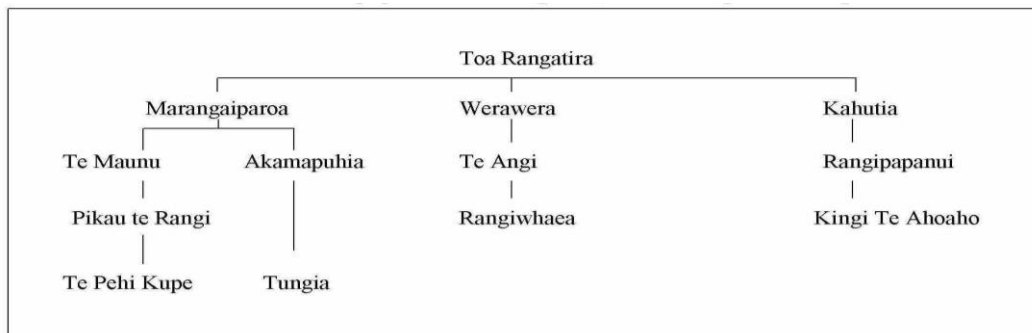 Toa Rangatira
Marangaiparoa Werawera Kahutia
Te Maunu Akamapuhia Te Angi Rangipapanui
Pikau te Rangi Rangiwhaea Kingi Te Ahoaho
Te Pehi Kupe Tungia